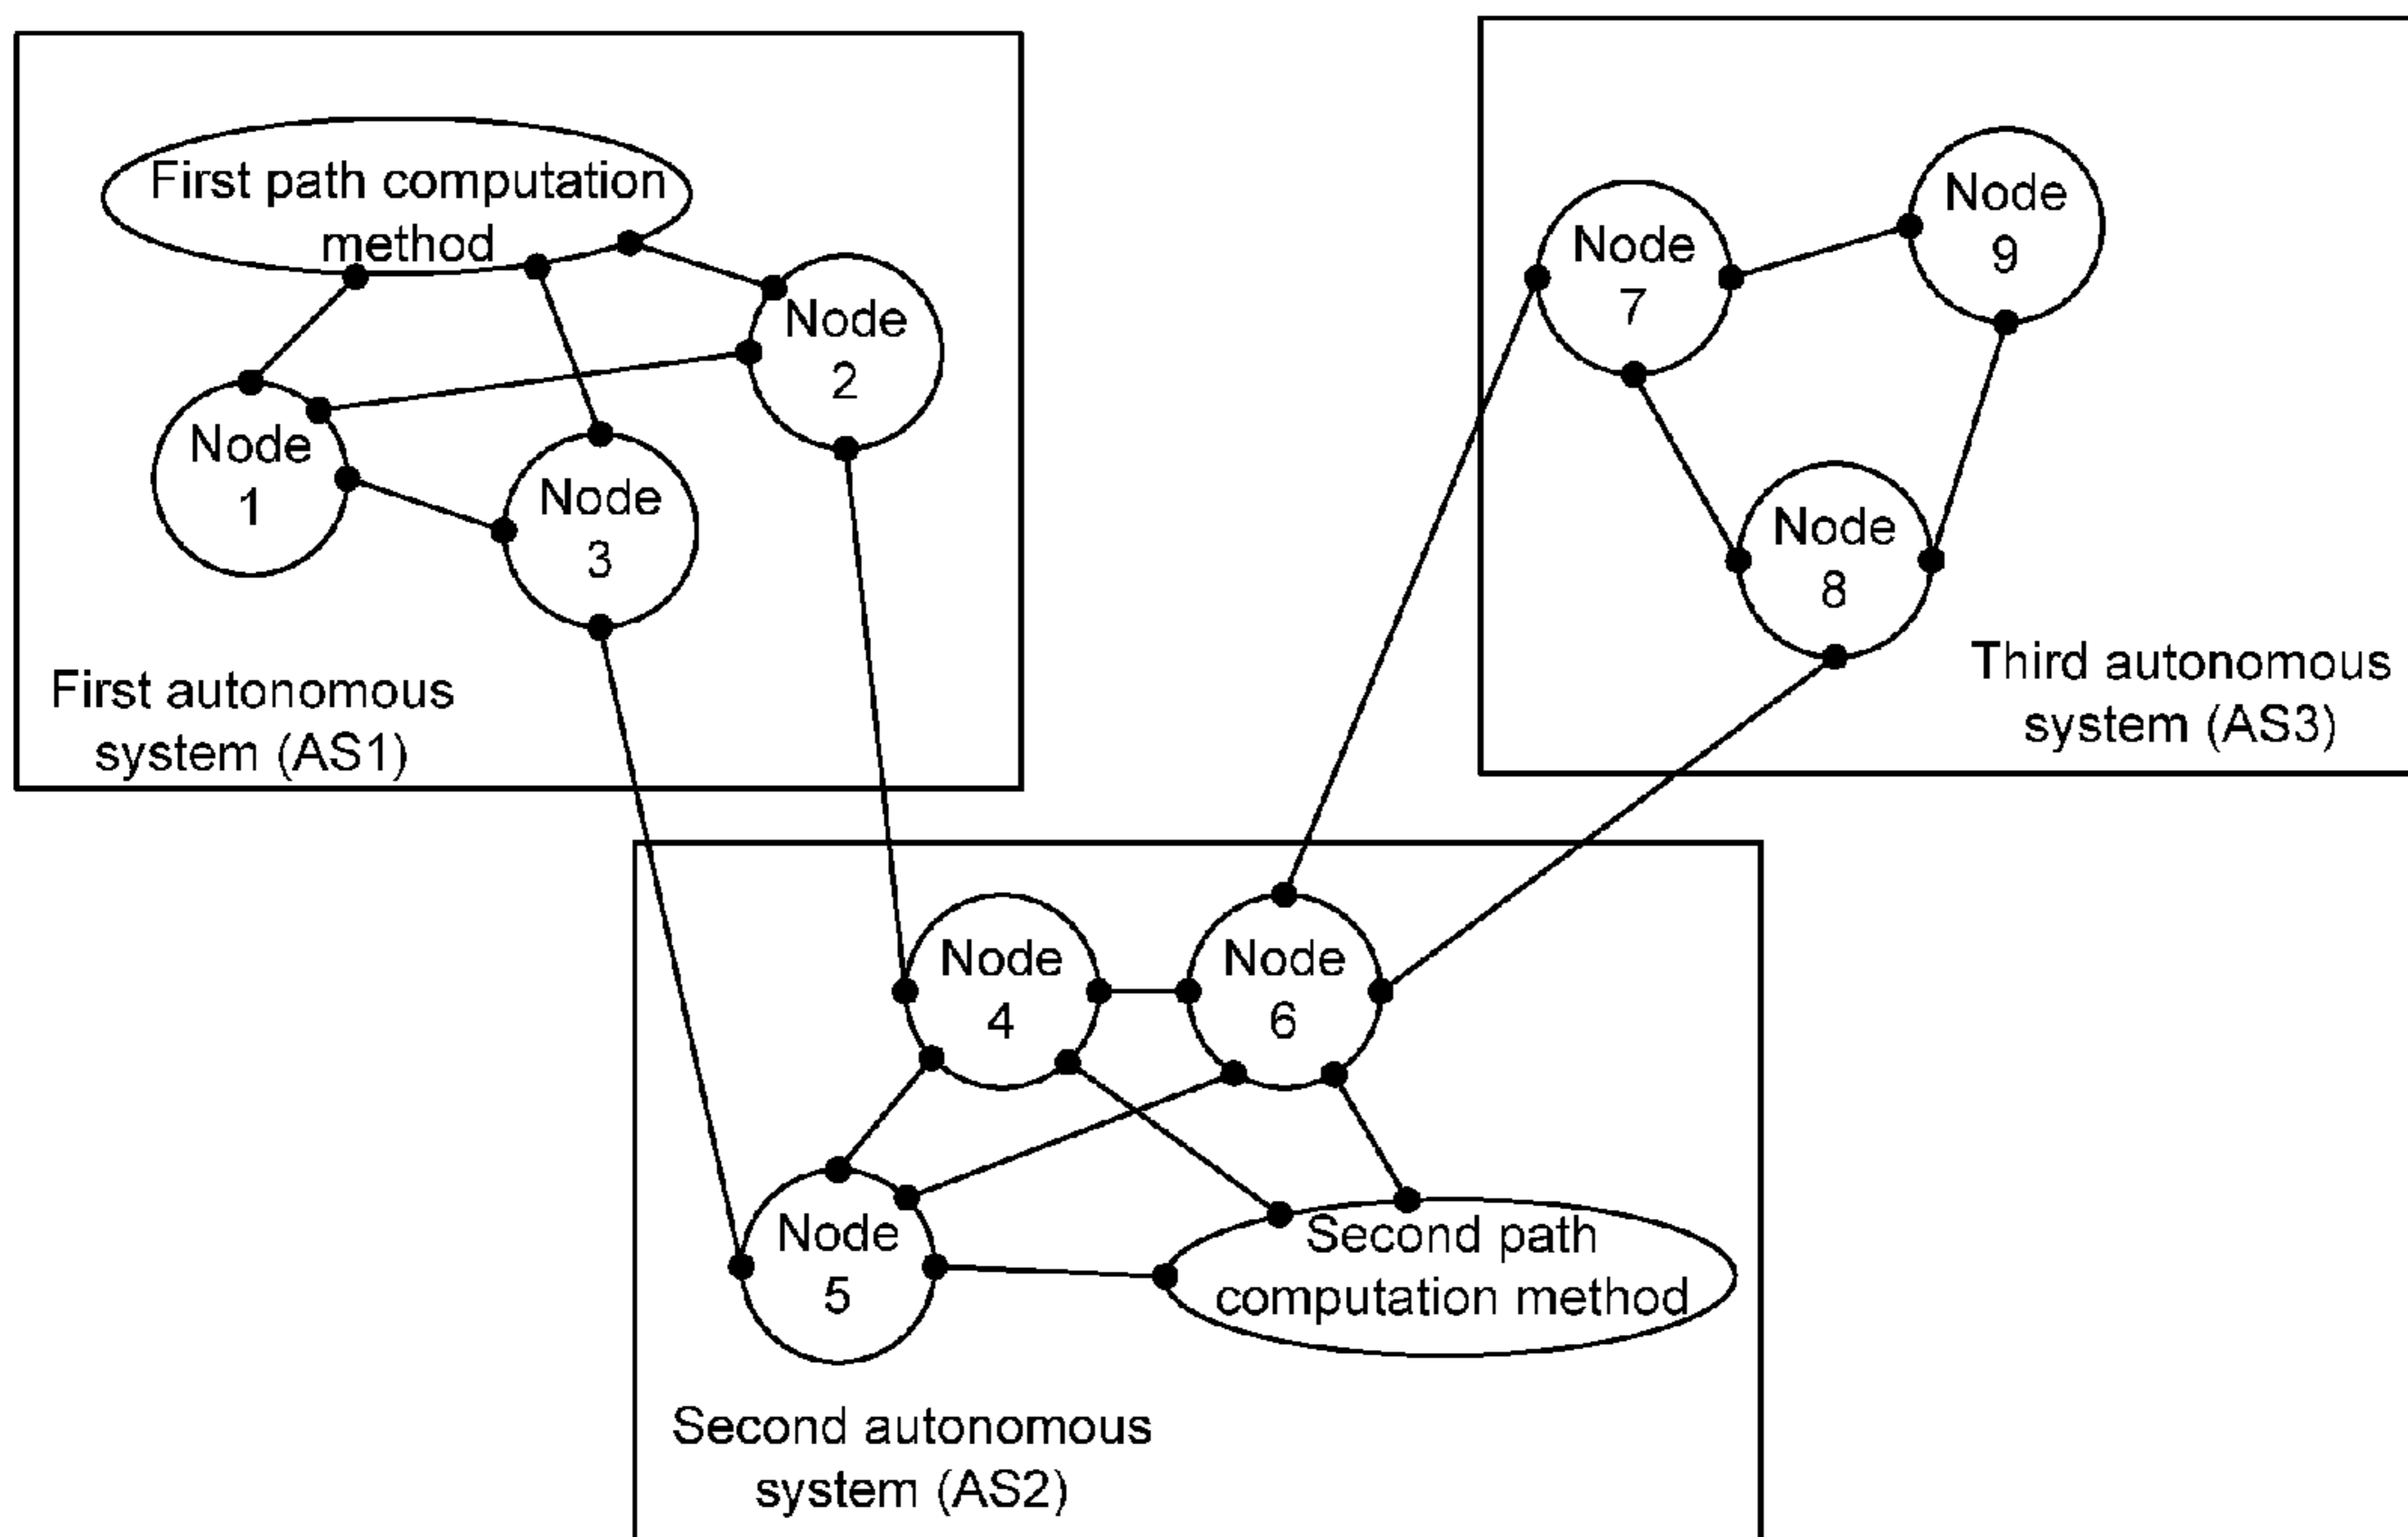 First path computation
method
Node
1
Node
2
Node
3
First autonomous
system (AS1)
Node
7
Node
9
Node
8
Third autonomous
system (AS3)
Node
4
Node
6
Node
5
Second path
computation method
Second autonomous
system (AS2)